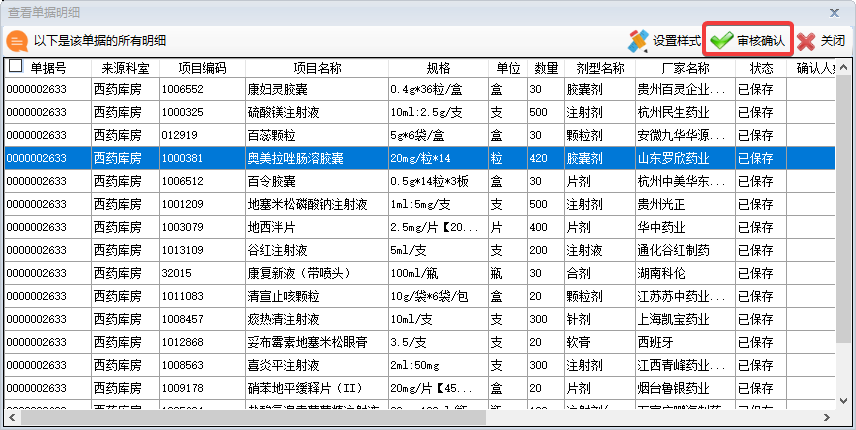 查看单据明细
以下是该单据的所有明细 设置样式 审核确认 关闭
单据号 来源科室 项目编码 项目名称 规格 单位 数量 剂型名称 厂家名称 状态
0000002633 西药库房 1006552 康妇灵胶囊 0.4g*36粒/盒 盒 30 胶囊剂 贵州百灵企业... 已保存
0000002633 西药库房 1000325 硫酸镁注射液 10ml:2.5g/支 支 500 注射剂 杭州民生药业 已保存
0000002633 西药库房 012919 百蕊颗粒 5g*6袋/盒 盒 30 颗粒剂 安微九华华源... 已保存
0000002633 西药库房 1000381 奥美拉唑肠溶胶囊 20mg/粒*14 粒 420 胶囊剂 山东罗欣药业 已保存
0000002633 西药库房 1006512 百令胶囊 0.5g*14粒*3板 盒 30 片剂 杭州中美华东... 已保存
0000002633 西药库房 1001209 地塞米松磷酸钠注射液 1ml:5mg/支 支 500 注射剂 贵州光正 已保存
0000002633 西药库房 1003079 地西泮片 2.5mg/片【20... 片 400 片剂 华中药业 已保存
0000002633 西药库房 1013109 谷红注射液 5ml/支 支 200 注射液 通化谷红制药 已保存
0000002633 西药库房 32015 康复新液（带喷头） 100ml/瓶 瓶 30 合剂 湖南科伦 已保存
0000002633 西药库房 1011083 清宣止咳颗粒 10g/袋*6袋/包 盒 20 颗粒剂 江苏苏中药业... 已保存
0000002633 西药库房 1008457 痰热清注射液 10ml/支 支 300 针剂 上海凯宝药业 已保存
0000002633 西药库房 1012868 妥布霉素地塞米松眼膏 3.5/支 支 20 软膏 西班牙 已保存
0000002633 西药库房 1008563 喜炎平注射液 2ml:50mg 支 300 注射剂 江西青峰药业... 已保存
0000002633 西药库房 1009178 硝苯地平缓释片（II） 20mg/片【45... 盒 20 片剂 烟台鲁银药业 已保存